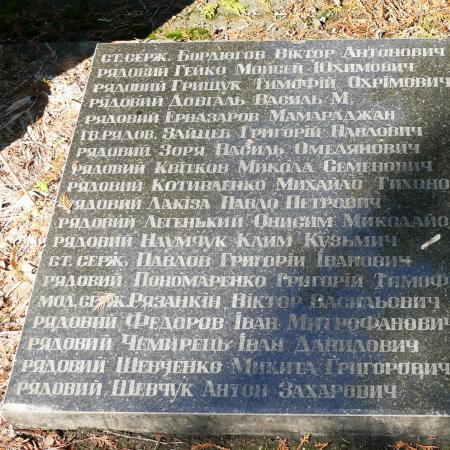 ст. серж. Бордюгов Віктор Антонович
рядовий Гейко Мойсей Юхимович
рядовий Грищук Тимофій Охрімович
рядовий Довгаль Василь М.
рядовий Ерназаров Мамараджан
гв. рядов. Зайцев Григорій Павлович
рядовий Зоря Василь Омелянович
рядовий Квітков Микола Семенович
рядовий Котиваленко Михайло Тихоно
рядовий Лакіза Павло Петрович
рядовий Легенький Онисим Миколайо
рядовий Наумчук Клим Кузьмич
ст. серж. Павлов Григорій Іванович
рядовий Пономаренко Григорій Тимоф
мол. серж. Рязанкін Віктор Васильович
рядовий Федоров Іван Митрофанови
рядовий Чемирець Іван Данилович
рядовий Шевченко Микита Григорович
рядовий Шевчук Антон Захарович